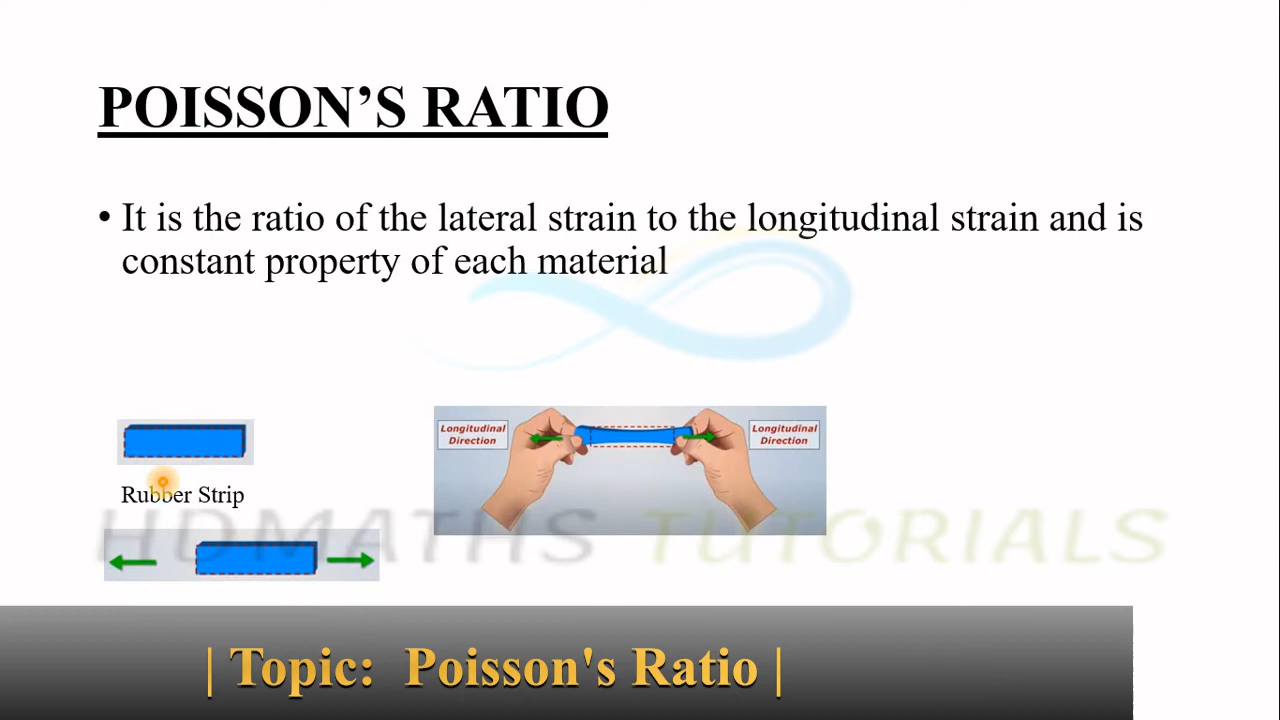 POISSON’S RATIO
• It is the ratio of the lateral strain to the longitudinal strain and is
constant property of each material
Longitudinal
Direction
Longitudinal
Direction
Rubber Strip
HDMATHS TUTORIALS
| Topic: Poisson's Ratio |